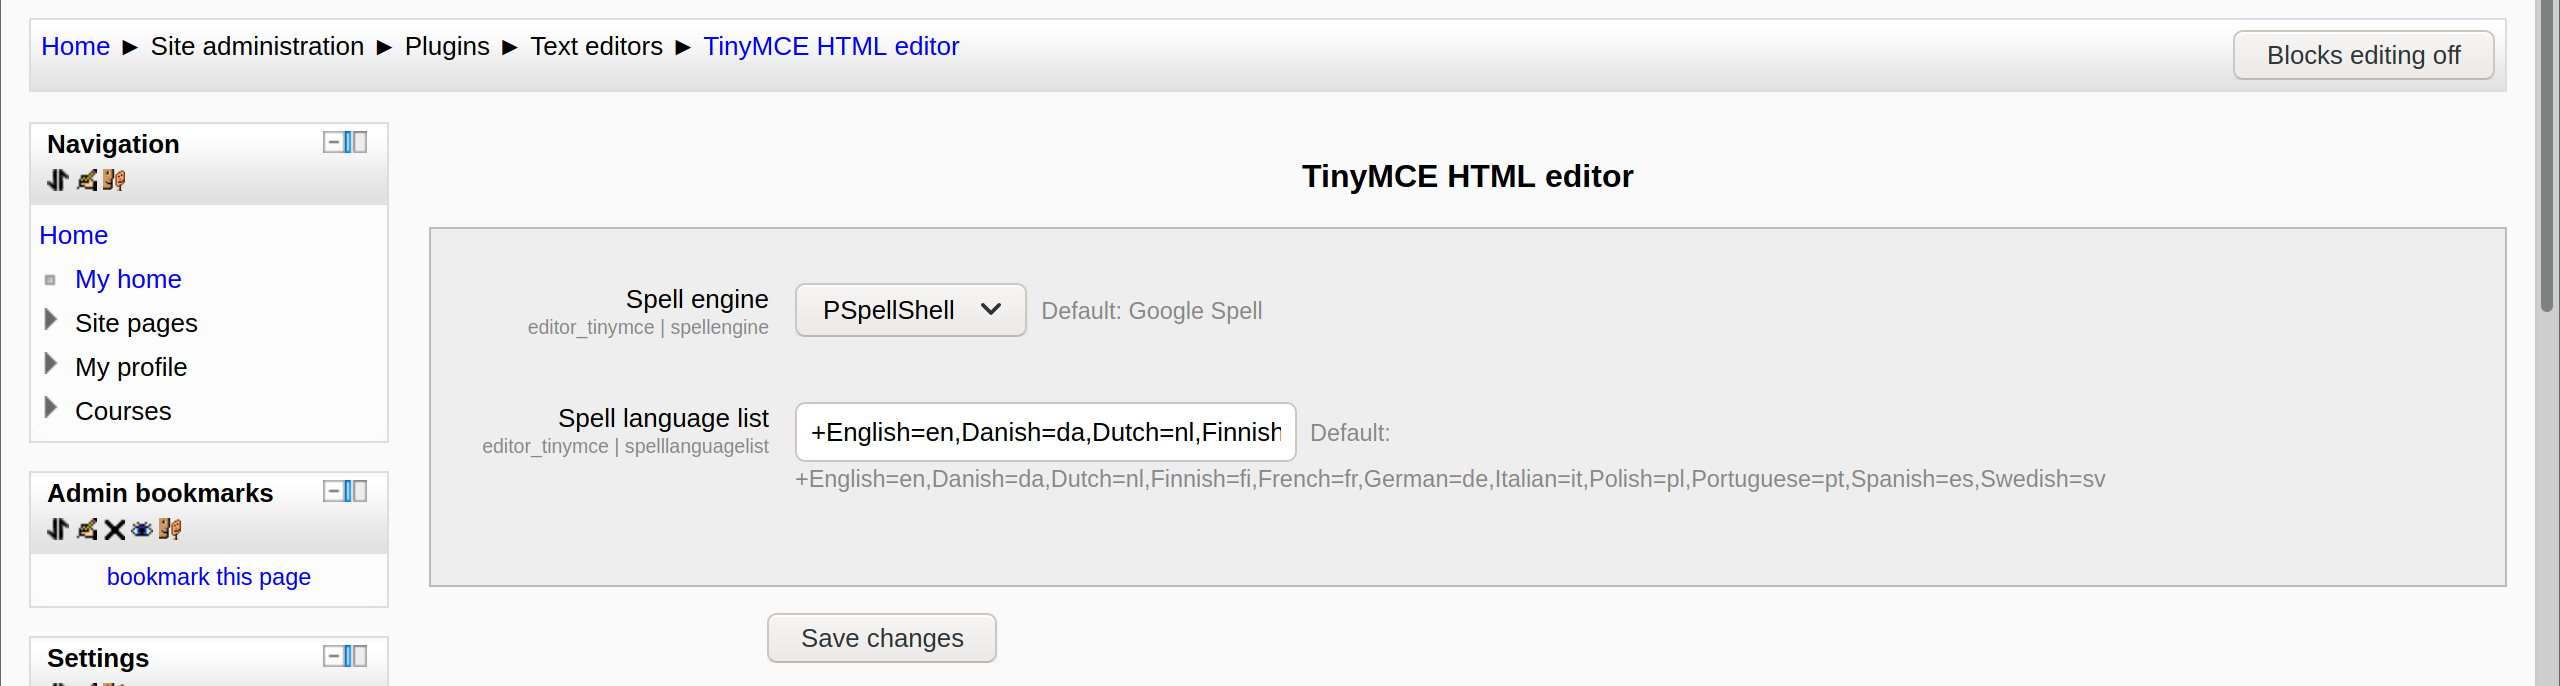 Home ► Site administration ► Plugins ► Text editors ► TinyMCE HTML editor
Blocks editing off
Navigation
Home
My home
Site pages
My profile
Courses
Admin bookmarks
bookmark this page
Settings
TinyMCE HTML editor
Spell engine
editor_tinymce | spellengine
PSpellShell
Default: Google Spell
Spell language list
editor_tinymce | spelllanguagelist
+English=en,Danish=da,Dutch=nl,Finnish
Default:
+English=en,Danish=da,Dutch=nl,Finnish=fi,French=fr,German=de,Italian=it,Polish=pl,Portuguese=pt,Spanish=es,Swedish=sv
Save changes